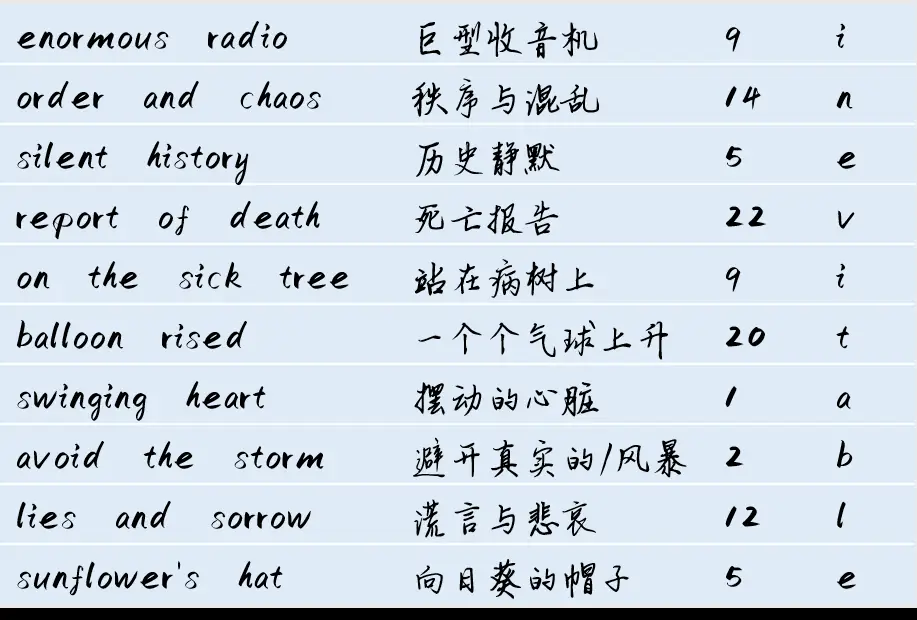 enormous radio 巨型收音机 9 i
order and chaos 秩序与混乱 14 n
silent history 历史静默 5 e
report of death 死亡报告 22 v
on the sick tree 站在病树上 9 i
balloon rised 一个个气球上升 20 t
swinging heart 摆动的心脏 1 a
avoid the storm 避开真实的/风暴 2 b
lies and sorrow 谎言与悲哀 12 l
sunflower's hat 向日葵的帽子 5 e